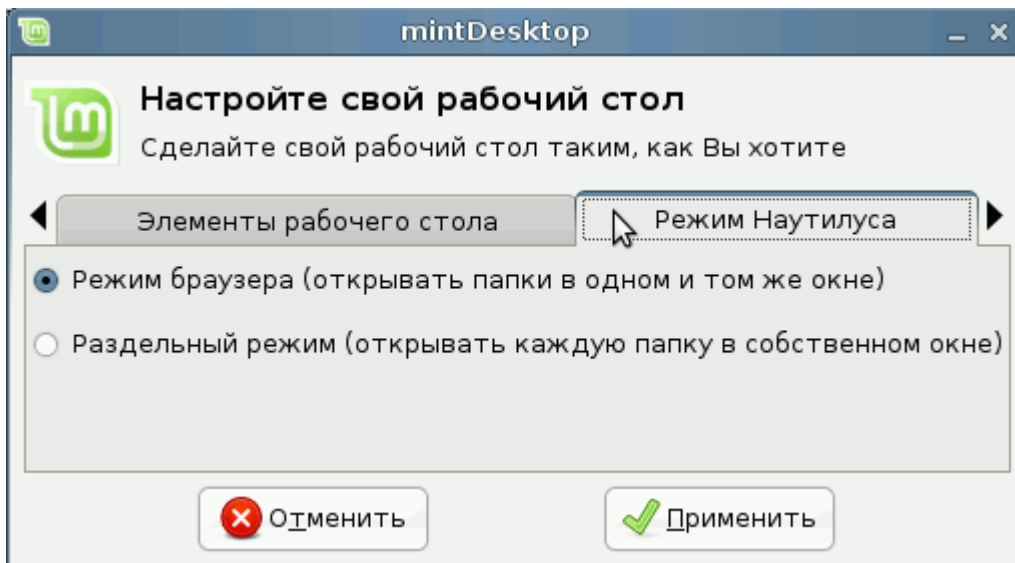 mintDesktop
Настройте свой рабочий стол
Сделайте свой рабочий стол таким, как Вы хотите
Элементы рабочего стола Режим Наутилуса
Режим браузера (открывать папки в одном и том же окне)
Раздельный режим (открывать каждую папку в собственном окне)
Отменить Применить